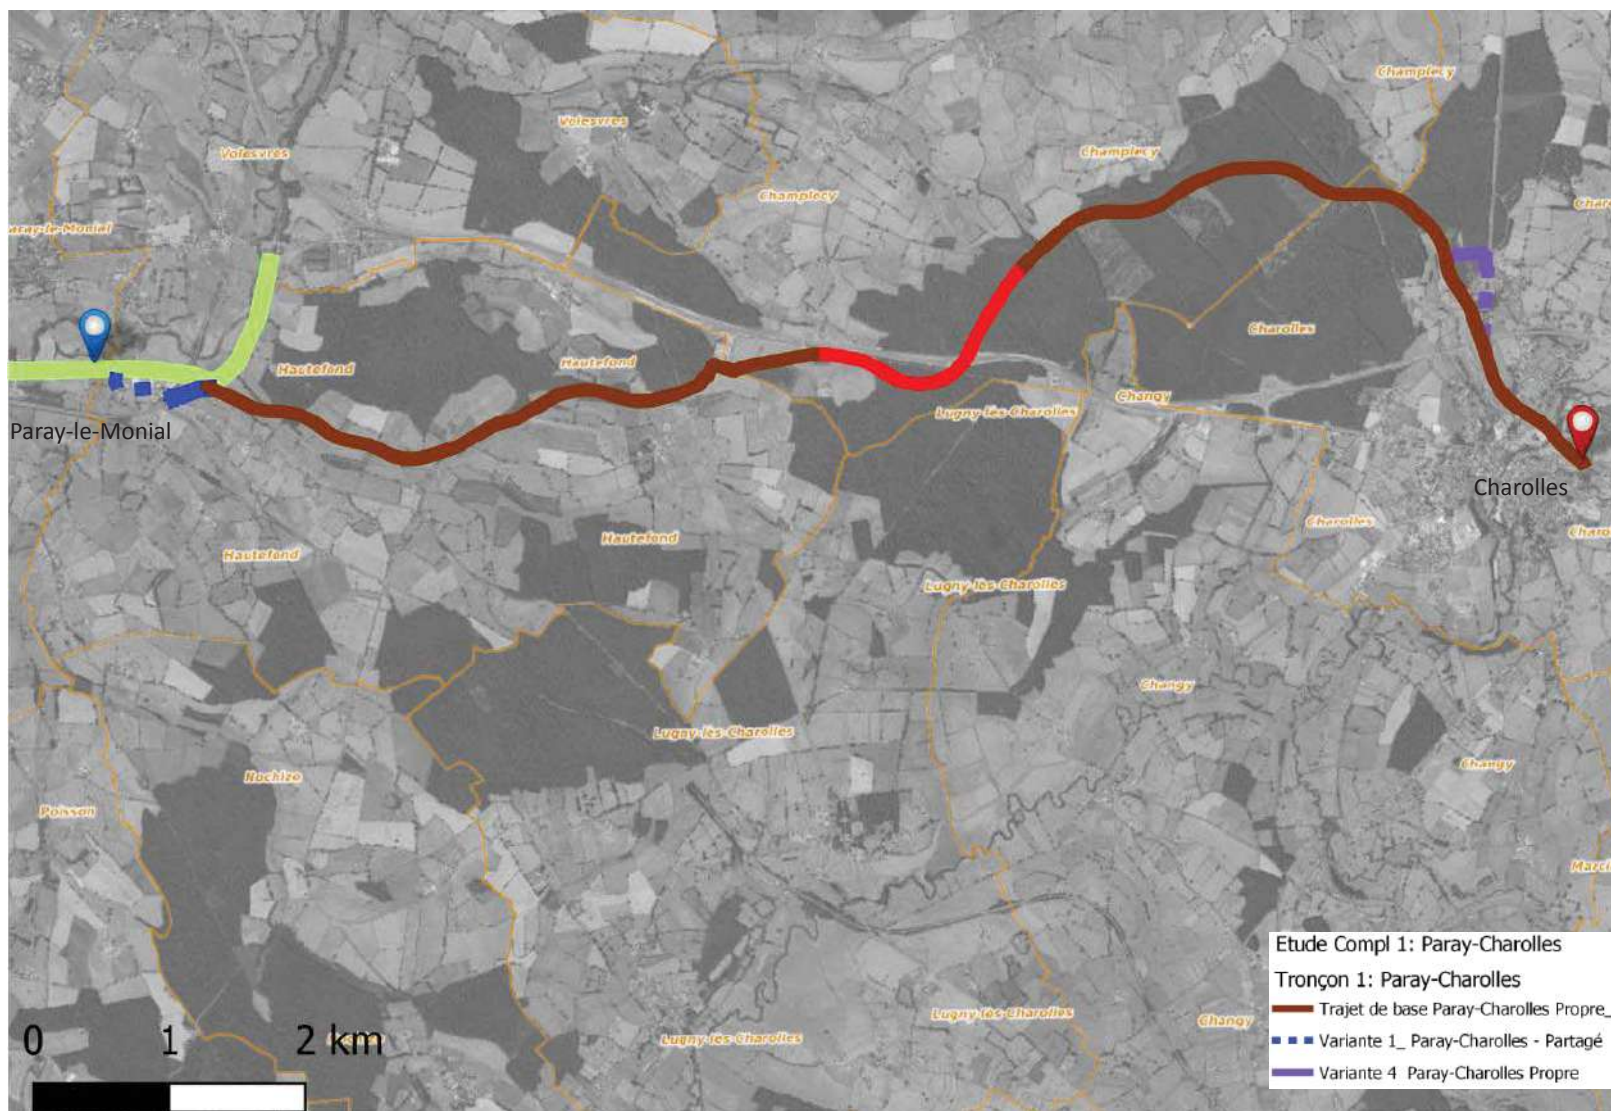 Champlecy
Volesvres
Volesvres
Champlecy
Champlecy
aray-le-Monial
Hautefond
Hautefond
Charolles
Changy
Lugny-lès-Charolles
Paray-le-Monial
Charolles
Charolles
Hautefond
Hautefond
Lugny-lès-Charolles
Changy
Lugny-lès-Charolles
Nochize
Changy
Poisson
Etude Compl 1: Paray-Charolles
Tronçon 1: Paray-Charolles
Trajet de base Paray-Charolles Propre_
Variante 1_ Paray-Charolles - Partagé
Variante 4 Paray-Charolles Propre
Lugny-lès-Charolles
Changy
Lugny-lès-Charolles
0 1 2 km